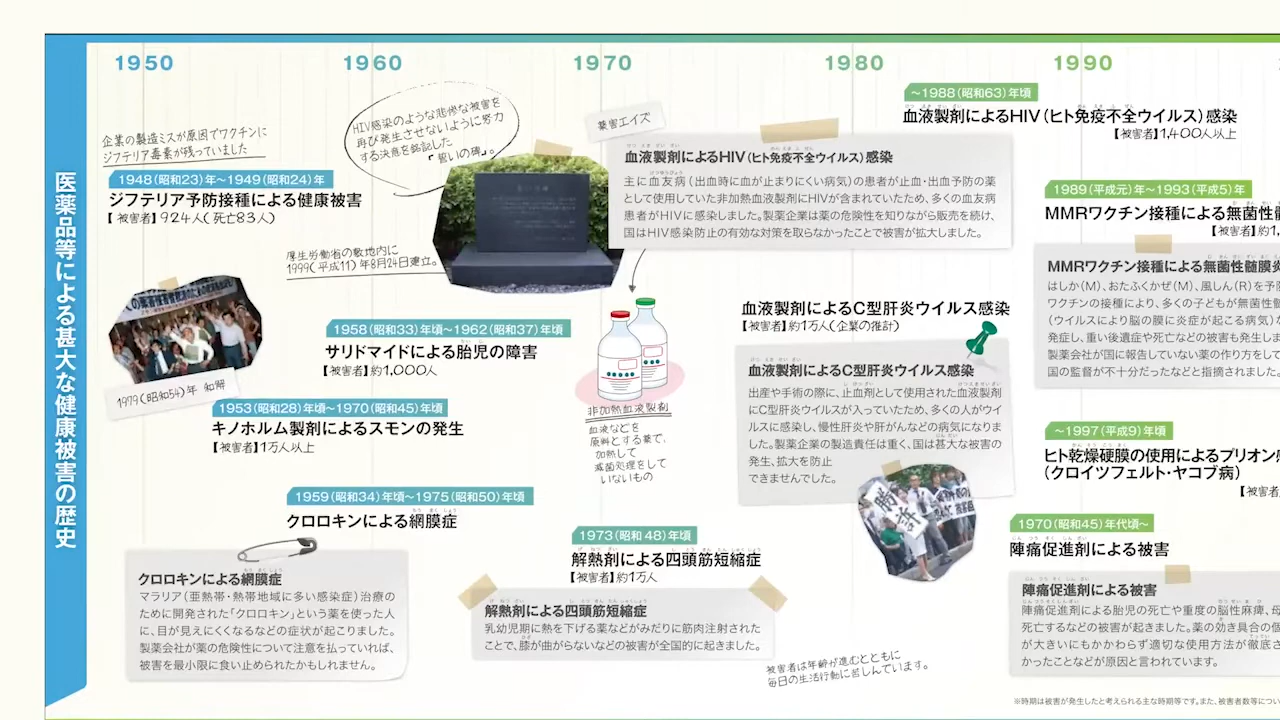 医薬品等による甚大な健康被害の歴史
1950
1960
1970
1980
1990
企業の製造ミスが原因でワクチンに
ジフテリア毒素が残っていました
1948（昭和23）年〜1949（昭和24）年
ジフテリア予防接種による健康被害
【被害者】924人（死亡83人）
HIV感染のような悲惨な被害を
再び発生させないように努力
する決意を銘記した
「誓いの碑」。
厚生労働省の敷地内に
1999（平成11）年8月24日建立。
1979（昭和54）年 和解
1958（昭和33）年頃〜1962（昭和37）年頃
サリドマイドによる胎児の障害
【被害者】約1,000人
1953（昭和28）年頃〜1970（昭和45）年頃
キノホルム製剤によるスモンの発生
【被害者】1万人以上
1959（昭和34）年頃〜1975（昭和50）年頃
クロロキンによる網膜症
クロロキンによる網膜症
マラリア（亜熱帯・熱帯地域に多い感染症）治療の
ために開発された「クロロキン」という薬を使った人
に、目が見えにくくなるなどの症状が起こりました。
製薬会社が薬の危険性について注意を払っていれば、
被害を最小限に食い止められたかもしれません。
薬害エイズ
血液製剤によるHIV（ヒト免疫不全ウイルス）感染
主に血友病（出血時に血が止まりにくい病気）の患者が止血・出血予防の薬
として使用していた非加熱血液製剤にHIVが含まれていたため、多くの血友病
患者がHIVに感染しました。製薬企業は薬の危険性を知りながら販売を続け、
国はHIV感染防止の有効な対策を取らなかったことで被害が拡大しました。
非加熱血液製剤
血液などを
原料とする薬で、
加熱して
滅菌処理をして
いないもの
1973（昭和48）年頃
解熱剤による四頭筋短縮症
【被害者】約1万人
解熱剤による四頭筋短縮症
乳幼児期に熱を下げる薬などがみだりに筋肉注射された
ことで、膝が曲がらないなどの被害が全国的に起きました。
被害者は年齢が進むとともに
毎日の生活行動に苦しんでいます。
〜1988（昭和63）年頃
血液製剤によるHIV（ヒト免疫不全ウイルス）感染
【被害者】1,400人以上
血液製剤によるC型肝炎ウイルス感染
【被害者】約1万人（企業の推計）
血液製剤によるC型肝炎ウイルス感染
出産や手術の際に、止血剤として使用された血液製剤
にC型肝炎ウイルスが入っていたため、多くの人がウイ
ルスに感染し、慢性肝炎や肝がんなどの病気になりま
した。製薬企業の製造責任は重く、国は甚大な被害の
発生、拡大を防止
できませんでした。
1989（平成元）年〜1993（平成5）年
MMRワクチン接種による無菌性
【被害者】約1,
MMRワクチン接種による無菌性髄膜炎
はしか（M）、おたふくかぜ（M）、風しん（R）を予防
ワクチンの接種により、多くの子どもが無菌性
（ウイルスにより脳の膜に炎症が起こる病気）
発症し、重い後遺症や死亡などの被害も発生しま
製薬会社が国に報告していない薬の作り方をして
国の監督が不十分だったなどと指摘されました。
〜1997（平成9）年頃
ヒト乾燥硬膜の使用によるプリオン感
（クロイツフェルト・ヤコブ病）
【被害者】
1970（昭和45）年代頃〜
陣痛促進剤による被害
陣痛促進剤による被害
陣痛促進剤による胎児の死亡や重度の脳性麻痺、母
死亡するなどの被害が起きました。薬の効き具合の個
が大きいにもかかわらず適切な使用方法が徹底さ
かったことなどが原因と言われています。
※時期は被害が発生したと考えられる主な時期等です。また、被害者数等につい